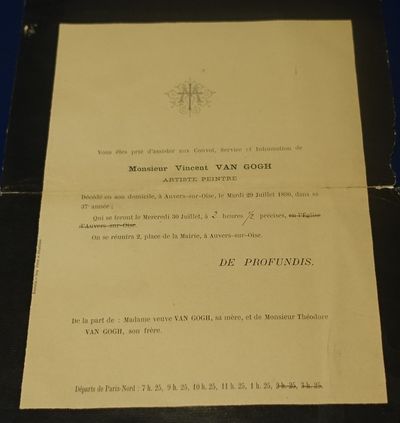 Vous êtes prié d'assister aux Convoi, Service et Inhumation de
Monsieur Vincent VAN GOGH
ARTISTE PEINTRE
Décédé en son domicile, à Auvers-sur-Oise, le Mardi 29 Juillet 1890, dans sa
37e année;
Qui se feront le Mercredi 30 Juillet, à 3 heures 1/2 précises, en l'Église
d'Auvers-sur-Oise.
On se réunira 2, place de la Mairie, à Auvers-sur-Oise.
DE PROFUNDIS.
De la part de : Madame veuve VAN GOGH, sa mère, et de Monsieur Théodore
VAN GOGH, son frère.
Départs de Paris-Nord : 7 h. 25, 9 h. 25, 10 h. 25, 11 h. 25, 1 h. 25, 3 h. 25, 5 h. 25.